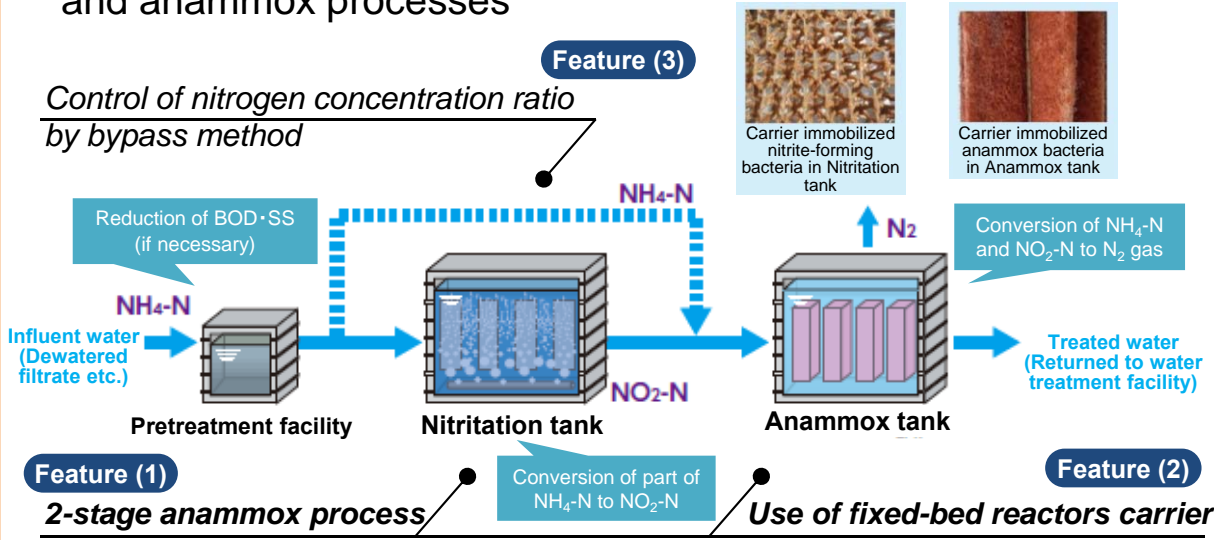 and anammox processes
Feature (3)
Control of nitrogen concentration ratio
by bypass method
Carrier immobilized
nitrite-forming
bacteria in Nitritation
tank
Carrier immobilized
anammox bacteria
in Anammox tank
Reduction of BOD・SS
(if necessary)
NH4-N
N2
Conversion of NH₄-N
and NO₂-N to N₂ gas
NH4-N
Influent water
(Dewatered
filtrate etc.)
Treated water
(Returned to water
treatment facility)
NO2-N
Pretreatment facility
Nitritation tank
Anammox tank
Feature (1)
2-stage anammox process
Conversion of part of
NH₄-N to NO₂-N
Feature (2)
Use of fixed-bed reactors carrier